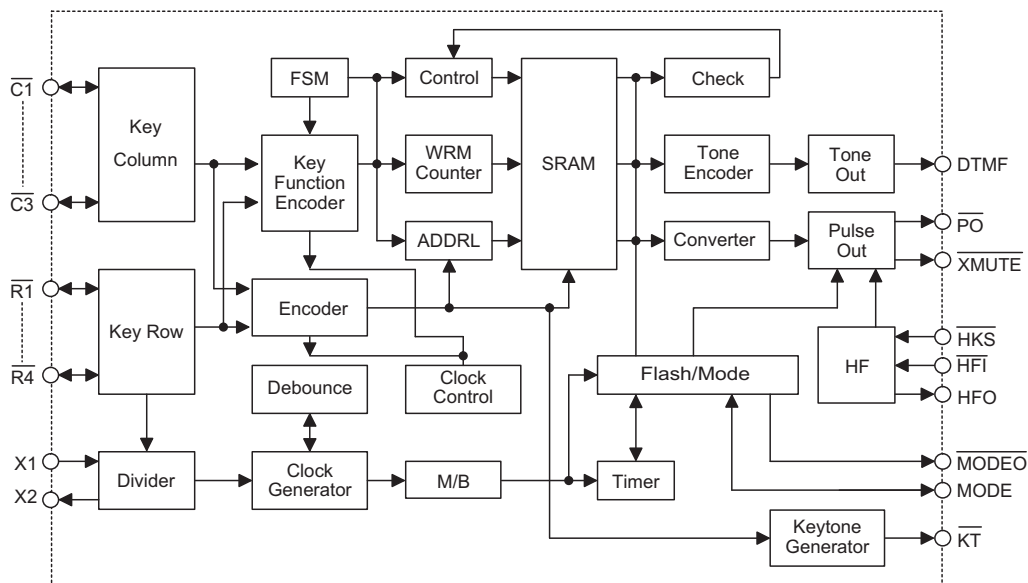 C1
C3
R1
R4
X1
X2
Key
Column
Key Row
Divider
FSM
Key
Function
Encoder
Encoder
Debounce
Clock
Generator
Control
WRM
Counter
ADDRL
Clock
Control
M/B
SRAM
Check
Tone
Encoder
Converter
Tone
Out
Pulse
Out
Flash/Mode
Timer
HF
Keytone
Generator
DTMF
PO
XMUTE
HKS
HFI
HFO
MODEO
MODE
KT